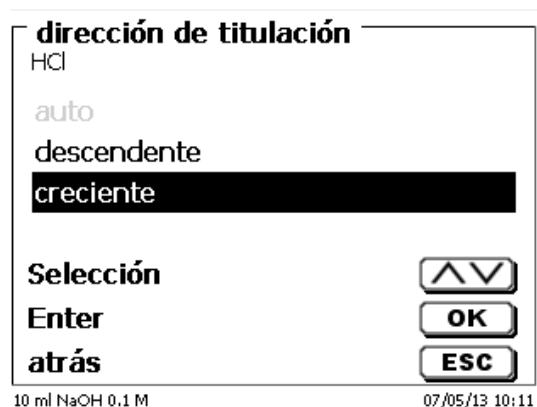 dirección de titulación
HCl
auto
descendente
creciente
Selección
Enter OK
atrás ESC
10 ml NaOH 0.1 M 07/05/13 10:11